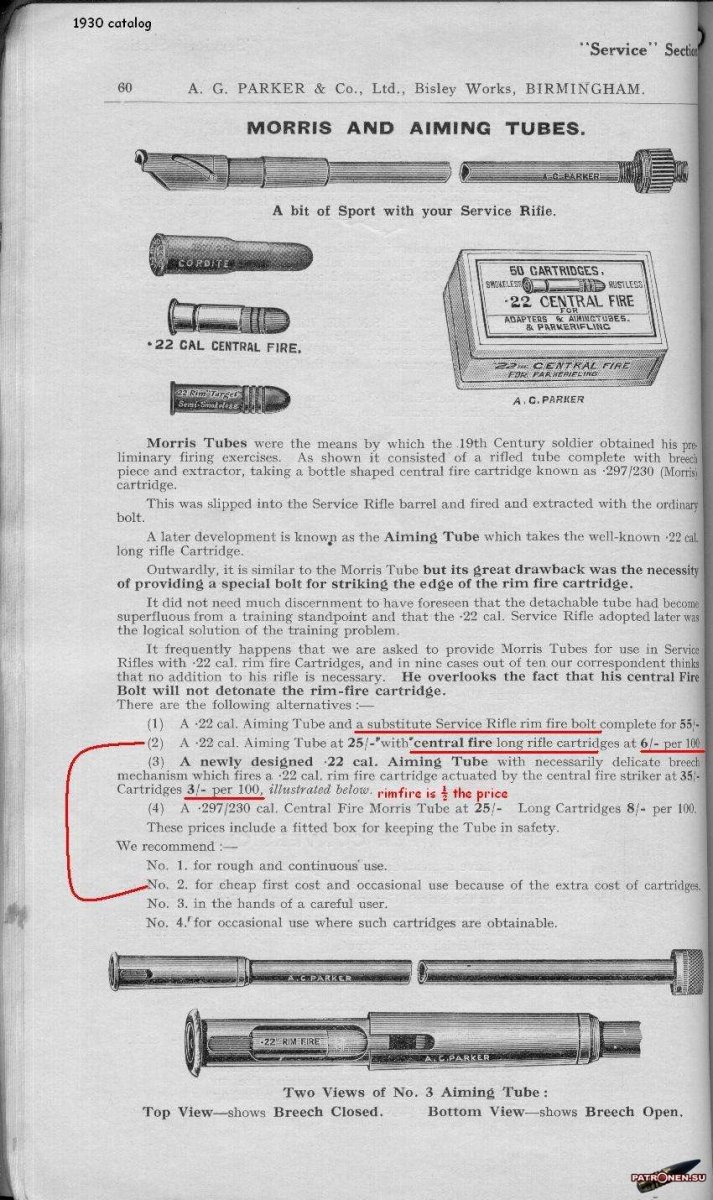 1930 catalog
"Service" Section
60 A. G. PARKER & Co., Ltd., Bisley Works, BIRMINGHAM.
MORRIS AND AIMING TUBES.
A. G. PARKER
A bit of Sport with your Service Rifle.
CORDITE
50 CARTRIDGES.
SMOKELESS RUSTLESS
·22 CENTRAL FIRE
FOR
ADAPTERS & AIMINGTUBES.
& PARKERIFLING
·22 CAL CENTRAL FIRE.
·22 CENTRAL FIRE
FOR PARKERIFLING
A. G. PARKER
·22 Rim Target
Semi-Smokeless
Morris Tubes were the means by which the 19th Century soldier obtained his pre-
liminary firing exercises. As shown it consisted of a rifled tube complete with breech
piece and extractor, taking a bottle shaped central fire cartridge known as ·297/230 (Morris)
cartridge.
This was slipped into the Service Rifle barrel and fired and extracted with the ordinary
bolt.
A later development is known as the Aiming Tube which takes the well-known ·22 cal.
long rifle Cartridge.
Outwardly, it is similar to the Morris Tube but its great drawback was the necessity
of providing a special bolt for striking the edge of the rim fire cartridge.
It did not need much discernment to have foreseen that the detachable tube had become
superfluous from a training standpoint and that the ·22 cal. Service Rifle adopted later was
the logical solution of the training problem.
It frequently happens that we are asked to provide Morris Tubes for use in Service
Rifles with ·22 cal. rim fire Cartridges, and in nine cases out of ten our correspondent thinks
that no addition to his rifle is necessary. He overlooks the fact that his central Fire
Bolt will not detonate the rim-fire cartridge.
There are the following alternatives :—
(1) A ·22 cal. Aiming Tube and a substitute Service Rifle rim fire bolt complete for 55/-
(2) A ·22 cal. Aiming Tube at 25/- with central fire long rifle cartridges at 6/- per 100
(3) A newly designed ·22 cal. Aiming Tube with necessarily delicate breech
mechanism which fires a ·22 cal. rim fire cartridge actuated by the central fire striker at 35/-
Cartridges 3/- per 100, illustrated below. rimfire is ½ the price
(4) A ·297/230 cal. Central Fire Morris Tube at 25/- Long Cartridges 8/- per 100.
These prices include a fitted box for keeping the Tube in safety.
We recommend :—
No. 1. for rough and continuous use.
No. 2. for cheap first cost and occasional use because of the extra cost of cartridges.
No. 3. in the hands of a careful user.
No. 4. for occasional use where such cartridges are obtainable.
A.G.PARKER
·22" RIM FIRE
A.G.PARKER
Two Views of No. 3 Aiming Tube :
Top View—shows Breech Closed. Bottom View—shows Breech Open.
PATRONEN.SU